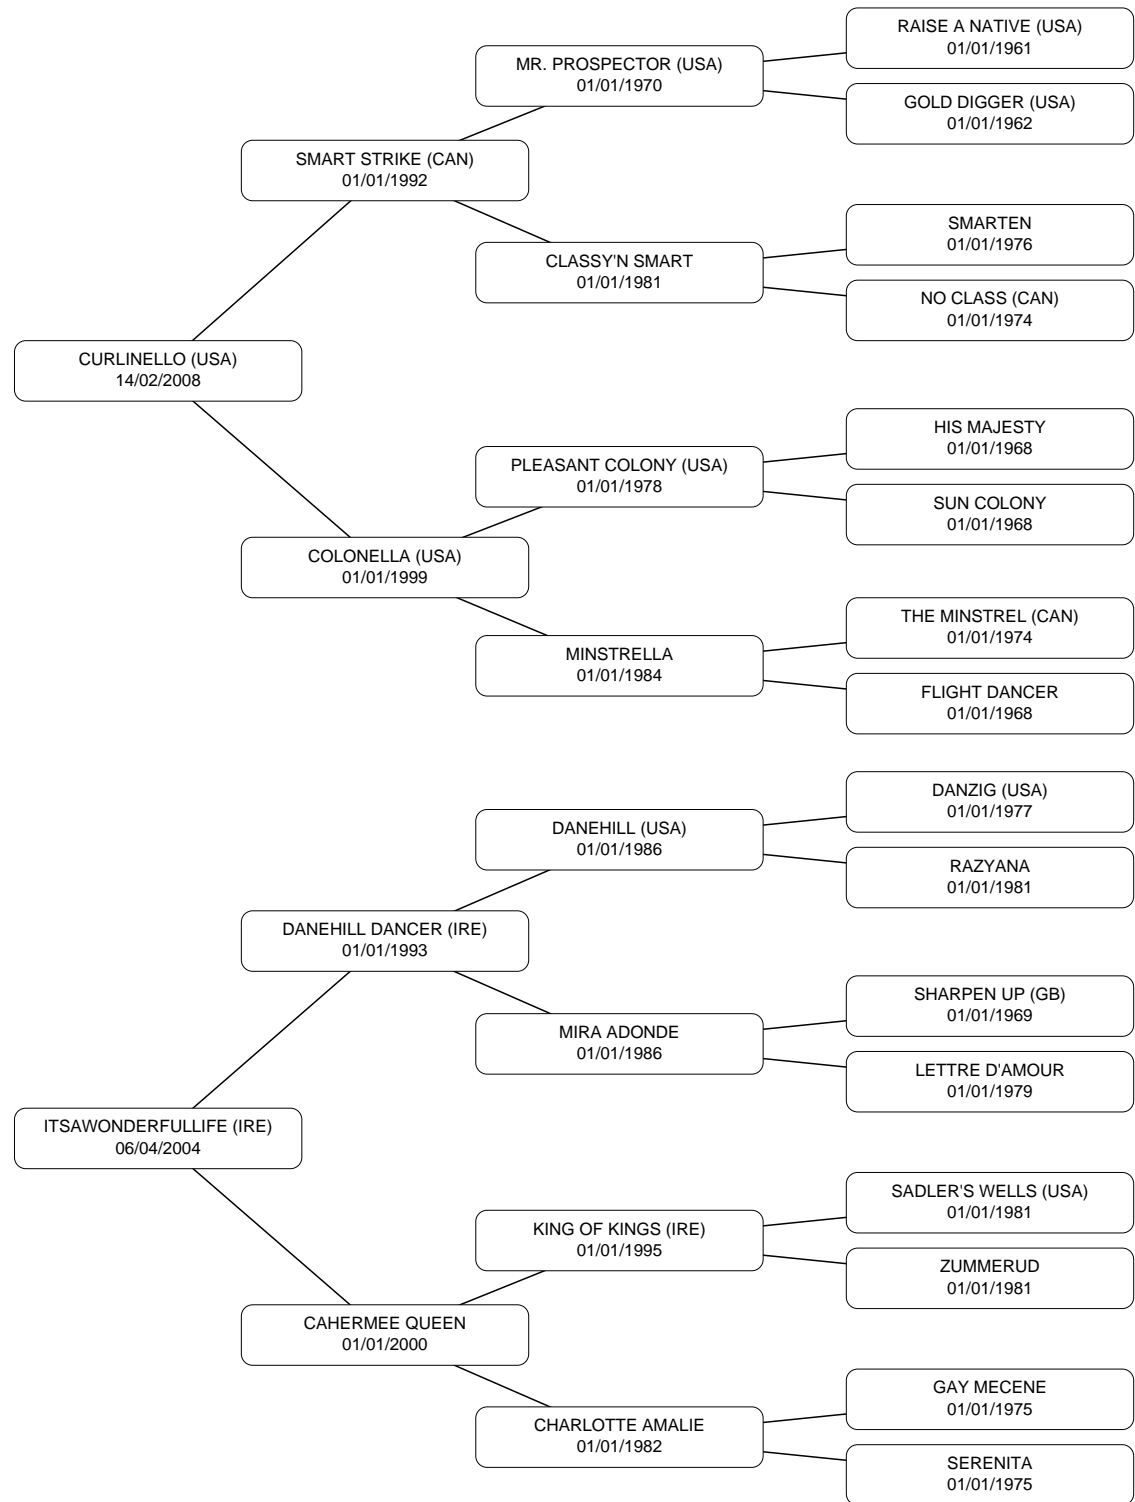 RAISE A NATIVE (USA)
01/01/1961
MR. PROSPECTOR (USA)
01/01/1970
GOLD DIGGER (USA)
01/01/1962
SMART STRIKE (CAN)
01/01/1992
SMARTEN
01/01/1976
CLASSY'N SMART
01/01/1981
NO CLASS (CAN)
01/01/1974
CURLINELLO (USA)
14/02/2008
HIS MAJESTY
01/01/1968
PLEASANT COLONY (USA)
01/01/1978
SUN COLONY
01/01/1968
COLONELLA (USA)
01/01/1999
THE MINSTREL (CAN)
01/01/1974
MINSTRELLA
01/01/1984
FLIGHT DANCER
01/01/1968
DANZIG (USA)
01/01/1977
DANEHILL (USA)
01/01/1986
RAZYANA
01/01/1981
DANEHILL DANCER (IRE)
01/01/1993
SHARPEN UP (GB)
01/01/1969
MIRA ADONDE
01/01/1986
LETTRE D'AMOUR
01/01/1979
ITSAWONDERFULLIFE (IRE)
06/04/2004
SADLER'S WELLS (USA)
01/01/1981
KING OF KINGS (IRE)
01/01/1995
ZUMMERUD
01/01/1981
CAHERMEE QUEEN
01/01/2000
GAY MECENE
01/01/1975
CHARLOTTE AMALIE
01/01/1982
SERENITA
01/01/1975